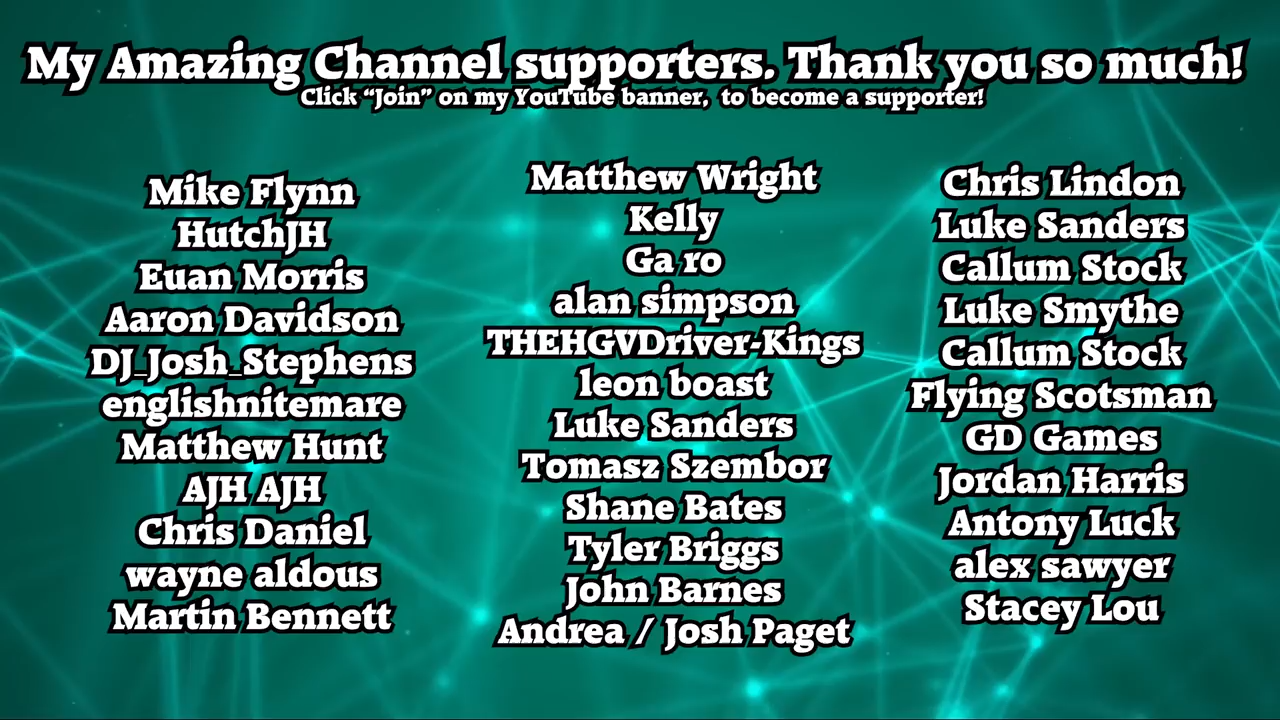 My Amazing Channel supporters. Thank you so much!
Click “Join” on my YouTube banner, to become a supporter!
Mike Flynn
HutchJH
Euan Morris
Aaron Davidson
DJ_Josh_Stephens
englishnitemare
Matthew Hunt
AJH AJH
Chris Daniel
wayne aldous
Martin Bennett
Matthew Wright
Kelly
Ga ro
alan simpson
THEHGVDriver-Kings
leon boast
Luke Sanders
Tomasz Szembor
Shane Bates
Tyler Briggs
John Barnes
Andrea / Josh Paget
Chris Lindon
Luke Sanders
Callum Stock
Luke Smythe
Callum Stock
Flying Scotsman
GD Games
Jordan Harris
Antony Luck
alex sawyer
Stacey Lou